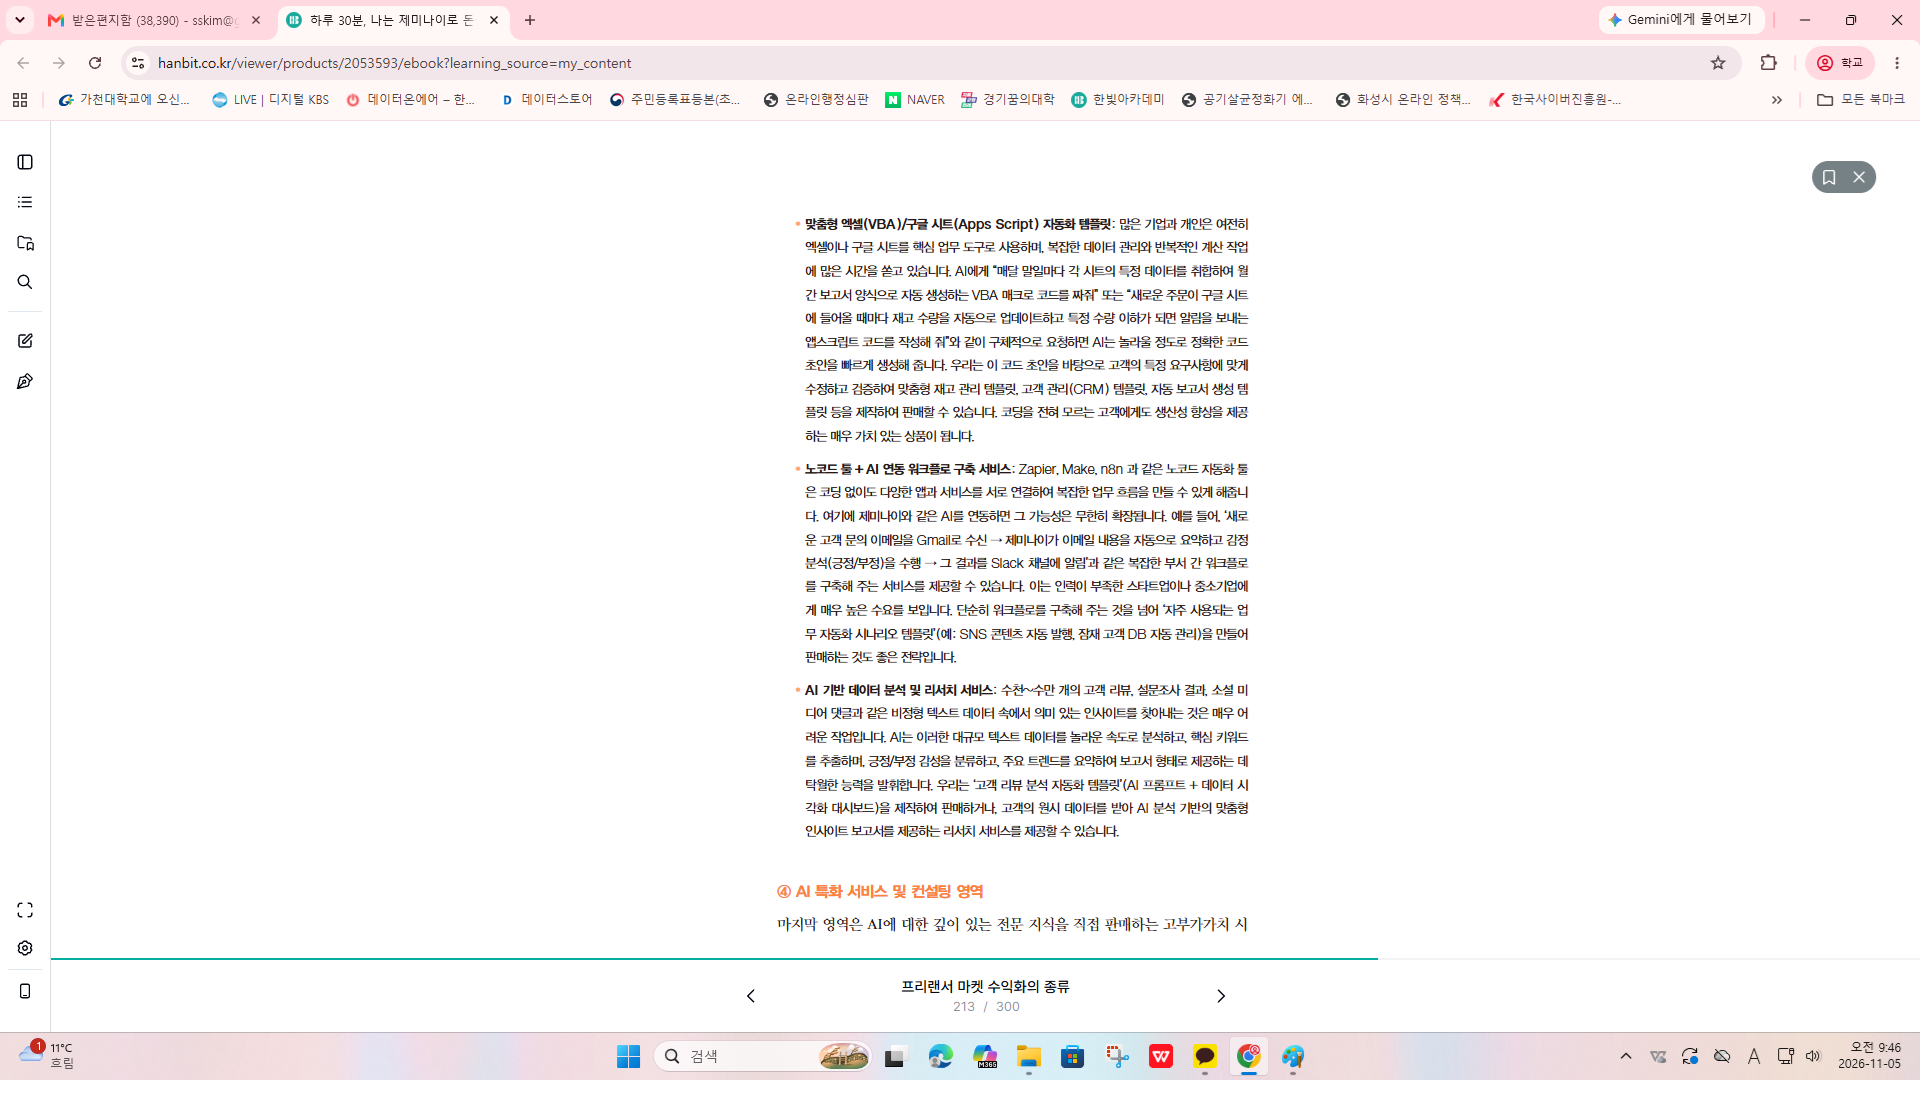 받은편지함 (38,390) - sskim@g
하루 30분, 나는 제미나이로 돈
Gemini에게 물어보기
hanbit.co.kr/viewer/products/2053593/ebook?learning_source=my_content
학교
가천대학교에 오신...
LIVE | 디지털 KBS
데이터온에어 – 한...
데이터스토어
주민등록표등본(초...
온라인행정심판
NAVER
경기꿈의대학
한빛아카데미
공기살균정화기 에...
화성시 온라인 정책...
한국사이버진흥원-...
모든 북마크
• 맞춤형 엑셀(VBA)/구글 시트(Apps Script) 자동화 템플릿: 많은 기업과 개인은 여전히
엑셀이나 구글 시트를 핵심 업무 도구로 사용하며, 복잡한 데이터 관리와 반복적인 계산 작업
에 많은 시간을 쏟고 있습니다. AI에게 “매달 말일마다 각 시트의 특정 데이터를 취합하여 월
간 보고서 양식으로 자동 생성하는 VBA 매크로 코드를 짜줘” 또는 “새로운 주문이 구글 시트
에 들어올 때마다 재고 수량을 자동으로 업데이트하고 특정 수량 이하가 되면 알림을 보내는
앱스크립트 코드를 작성해 줘”와 같이 구체적으로 요청하면 AI는 놀라울 정도로 정확한 코드
초안을 빠르게 생성해 줍니다. 우리는 이 코드 초안을 바탕으로 고객의 특정 요구사항에 맞게
수정하고 검증하여 맞춤형 재고 관리 템플릿, 고객 관리(CRM) 템플릿, 자동 보고서 생성 템
플릿 등을 제작하여 판매할 수 있습니다. 코딩을 전혀 모르는 고객에게도 생산성 향상을 제공
하는 매우 가치 있는 상품이 됩니다.
• 노코드 툴 + AI 연동 워크플로 구축 서비스: Zapier, Make, n8n 과 같은 노코드 자동화 툴
은 코딩 없이도 다양한 앱과 서비스를 서로 연결하여 복잡한 업무 흐름을 만들 수 있게 해줍니
다. 여기에 제미나이와 같은 AI를 연동하면 그 가능성은 무한히 확장됩니다. 예를 들어, ‘새로
운 고객 문의 이메일을 Gmail로 수신 → 제미나이가 이메일 내용을 자동으로 요약하고 감정
분석(긍정/부정)을 수행 → 그 결과를 Slack 채널에 알림’과 같은 복잡한 부서 간 워크플로
를 구축해 주는 서비스를 제공할 수 있습니다. 이는 인력이 부족한 스타트업이나 중소기업에
게 매우 높은 수요를 보입니다. 단순히 워크플로를 구축해 주는 것을 넘어 ‘자주 사용되는 업
무 자동화 시나리오 템플릿’(예: SNS 콘텐츠 자동 발행, 잠재 고객 DB 자동 관리)을 만들어
판매하는 것도 좋은 전략입니다.
• AI 기반 데이터 분석 및 리서치 서비스: 수천~수만 개의 고객 리뷰, 설문조사 결과, 소셜 미
디어 댓글과 같은 비정형 텍스트 데이터 속에서 의미 있는 인사이트를 찾아내는 것은 매우 어
려운 작업입니다. AI는 이러한 대규모 텍스트 데이터를 놀라운 속도로 분석하고, 핵심 키워드
를 추출하며, 긍정/부정 감성을 분류하고, 주요 트렌드를 요약하여 보고서 형태로 제공하는 데
탁월한 능력을 발휘합니다. 우리는 ‘고객 리뷰 분석 자동화 템플릿’(AI 프롬프트 + 데이터 시
각화 대시보드)을 제작하여 판매하거나, 고객의 원시 데이터를 받아 AI 분석 기반의 맞춤형
인사이트 보고서를 제공하는 리서치 서비스를 제공할 수 있습니다.
④ AI 특화 서비스 및 컨설팅 영역
마지막 영역은 AI에 대한 깊이 있는 전문 지식을 직접 판매하는 고부가가치 시
프리랜서 마켓 수익화의 종류
213 / 300
1
11°C
흐림
검색
M365
A
오전 9:46
2026-11-05